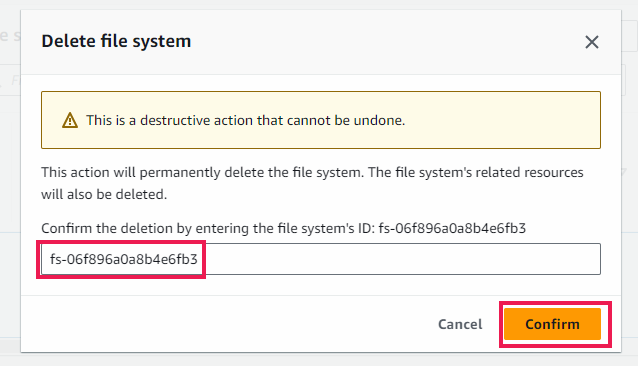 Delete file system
This is a destructive action that cannot be undone.
This action will permanently delete the file system. The file system's related resources
will also be deleted.
Confirm the deletion by entering the file system's ID: fs-06f896a0a8b4e6fb3
fs-06f896a0a8b4e6fb3
Cancel
Confirm